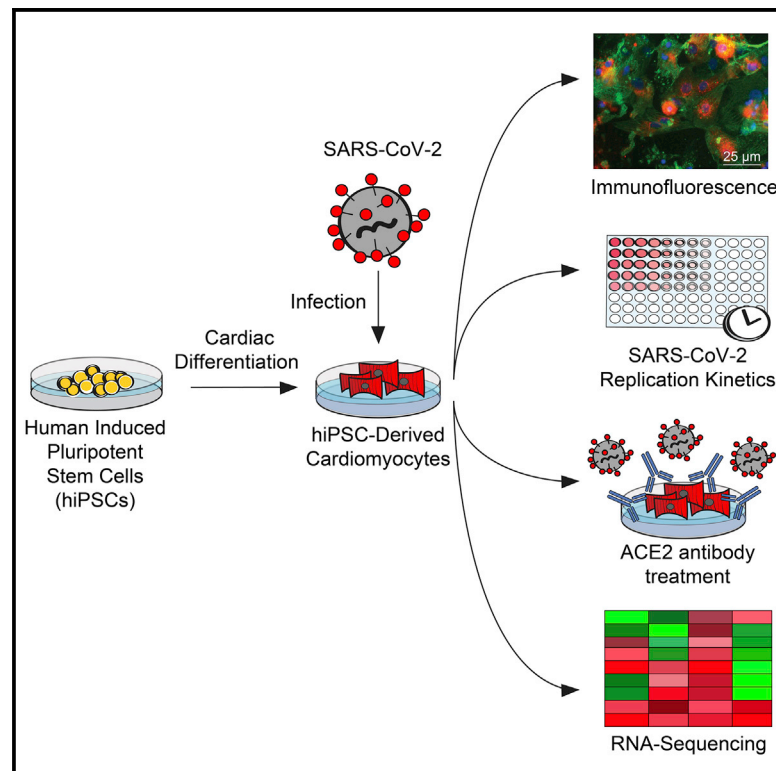 SARS-CoV-2
Infection
Cardiac
Differentiation
Human Induced
Pluripotent
Stem Cells
(hiPSCs)
hiPSC-Derived
Cardiomyocytes
25 µm
Immunofluorescence
SARS-CoV-2
Replication Kinetics
ACE2 antibody
treatment
RNA-Sequencing